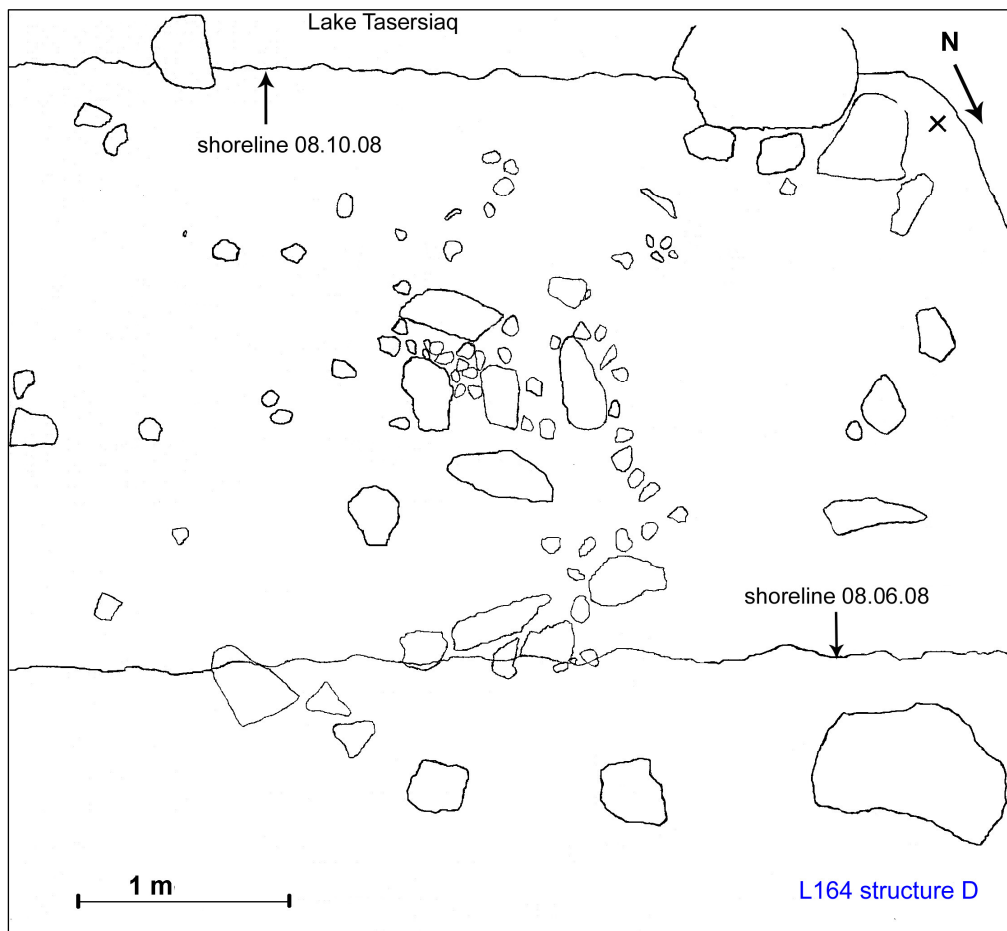 Lake Tasersiaq
N
shoreline 08.10.08
shoreline 08.06.08
1 m
L164 structure D